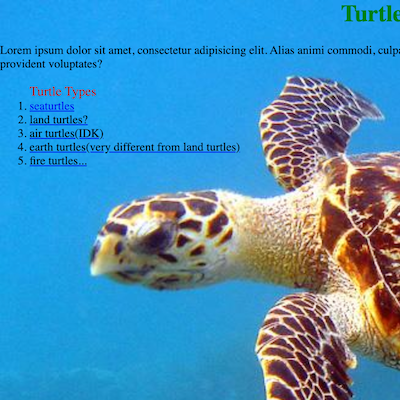 Turtle
Lorem ipsum dolor sit amet, consectetur adipisicing elit. Alias animi commodi, culpa
provident voluptates?
Turtle Types
1. seaturtles
2. land turtles?
3. air turtles(IDK)
4. earth turtles(very different from land turtles)
5. fire turtles...